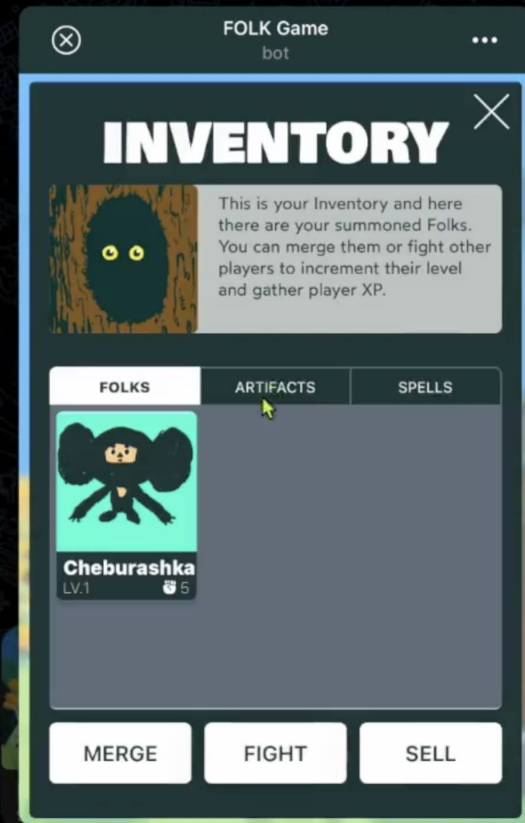 FOLK Game
bot
INVENTORY
This is your Inventory and here
there are your summoned Folks.
You can merge them or fight other
players to increment their level
and gather player XP.
FOLKS ARTIFACTS SPELLS
Cheburashka
LV.1 5
MERGE FIGHT SELL